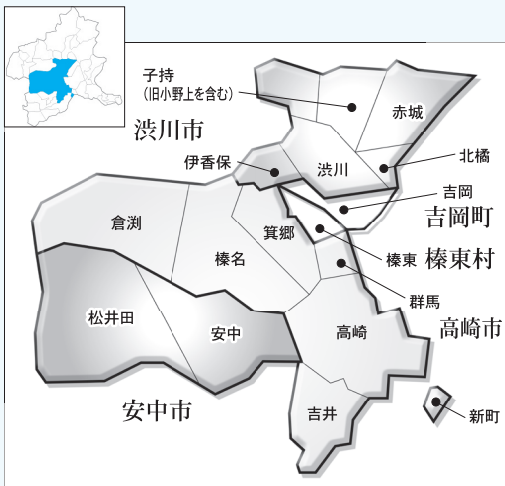 子持
(旧小野上を含む)
赤城
渋川市
伊香保
渋川
北橘
吉岡
吉岡町
倉渕
箕郷
榛名
榛東
榛東村
群馬
高崎市
松井田
安中
高崎
安中市
吉井
新町